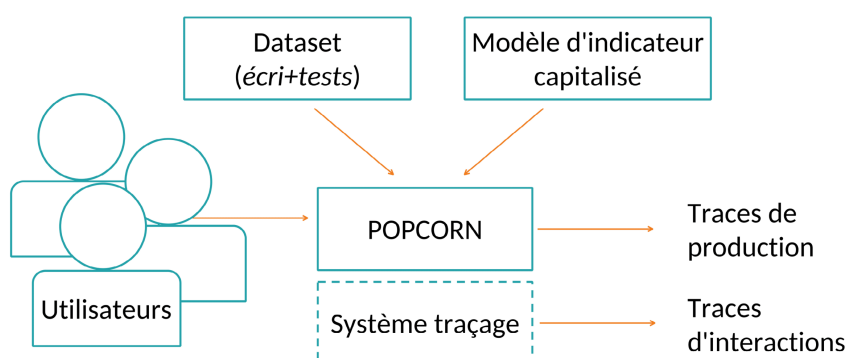 Dataset
(écri+tests)
Modèle d'indicateur
capitalisé
POPCORN
Traces de
production
Utilisateurs
Système traçage
Traces
d'interactions